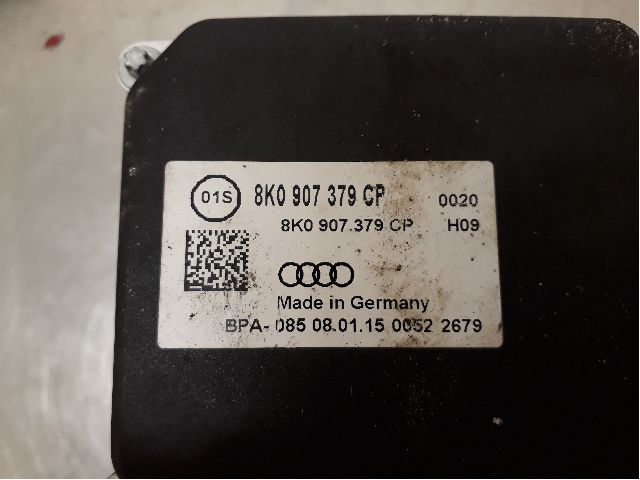 01S 8K0 907 379 CP 0020
8K0 907.379 CP H09
Made in Germany
BPA- 085 08.01.15 0052 2679